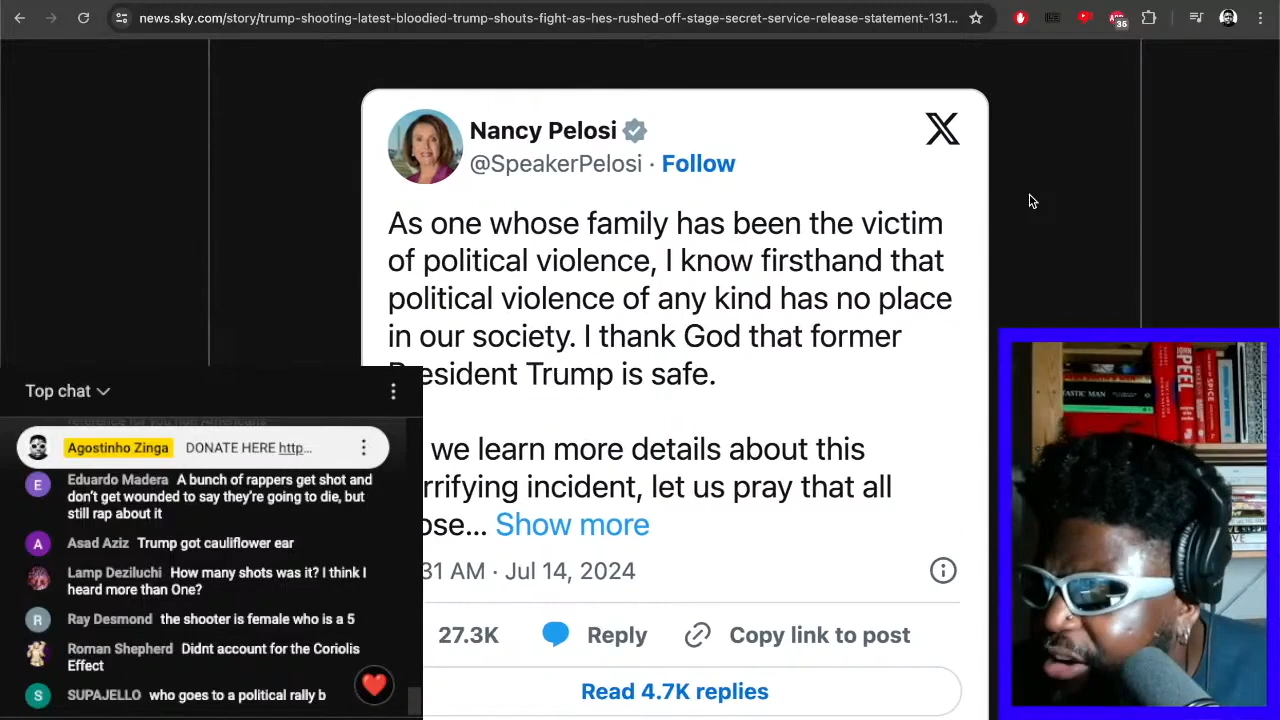 news.sky.com/story/trump-shooting-latest-bloodied-trump-shouts-fight-as-hes-rushed-off-stage-secret-service-release-statement-131...
35
Nancy Pelosi
@SpeakerPelosi · Follow
As one whose family has been the victim
of political violence, I know firsthand that
political violence of any kind has no place
in our society. I thank God that former
President Trump is safe.
we learn more details about this
rrifying incident, let us pray that all
ose... Show more
31 AM · Jul 14, 2024
27.3K Reply Copy link to post
Read 4.7K replies
Top chat
Agostinho Zinga DONATE HERE http...
E Eduardo Madera A bunch of rappers get shot and
don't get wounded to say they're going to die, but
still rap about it
A Asad Aziz Trump got cauliflower ear
Lamp Deziluchi How many shots was it? I think I
heard more than One?
R Ray Desmond the shooter is female who is a 5
Roman Shepherd Didnt account for the Coriolis
Effect
S SUPAJELLO who goes to a political rally b
TASTIC MAN
PEEL
SPICE